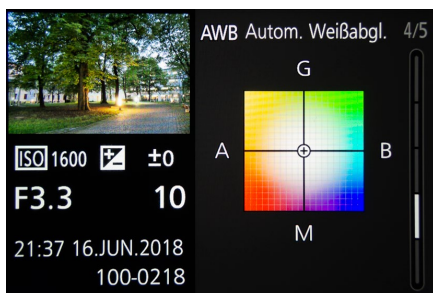 AWB Autom. Weißabgl. 4/5
G
A
B
M
ISO 1600 ±0
F3.3 10
21:37 16.JUN.2018
100-0218